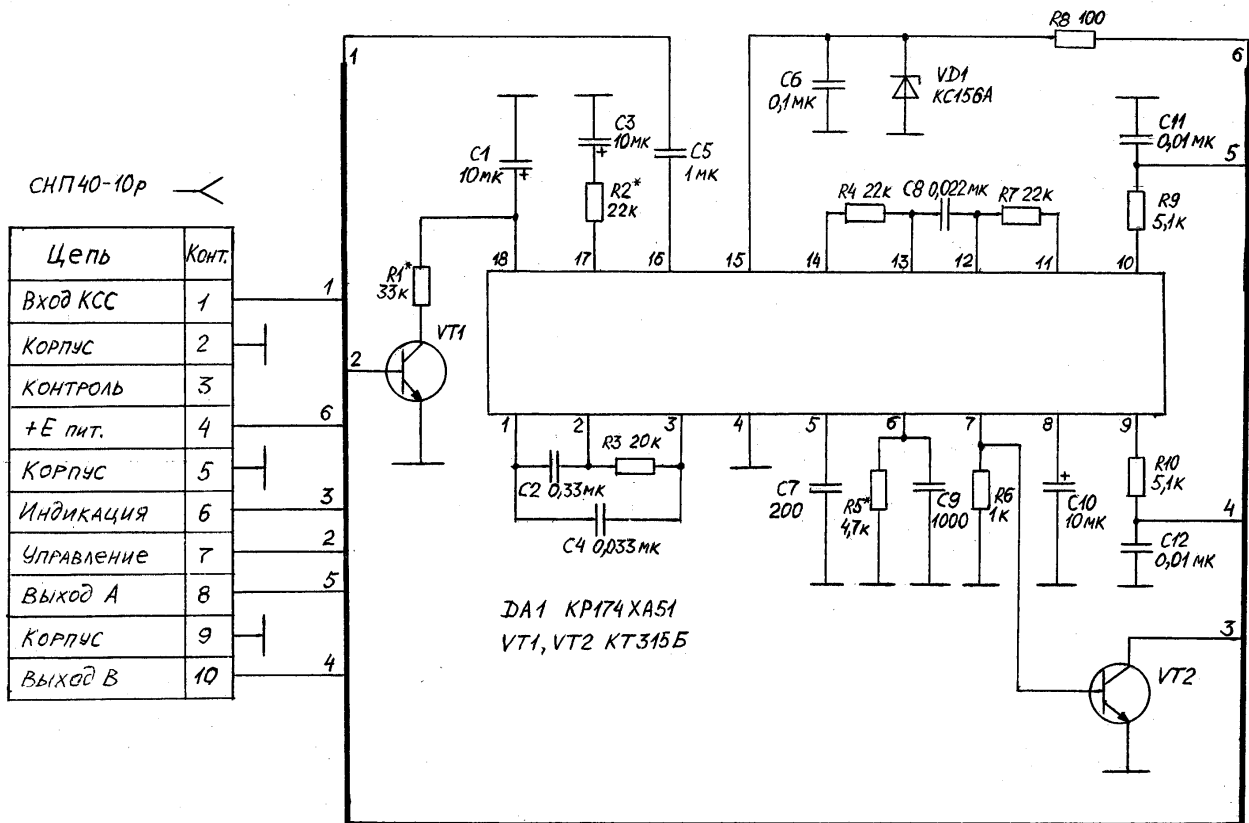 R8 100
1
6
C6
0,1мк
VD1
КС156А
C11
0,01мк
5
C1
10мк
C3
10мк
C5
1мк
СНП40-10р
R2*
22к
R4 22к
C8 0,022мк
R7 22к
R9
5,1к
18
17
16
15
14
13
12
11
10
R1*
33к
VT1
Цепь
Конт.
Вход КСС
1
1
Корпус
2
2
Контроль
3
+Е пит.
4
6
Корпус
5
Индикация
6
3
Управление
7
2
Выход А
8
5
Корпус
9
Выход В
10
4
1
2
3
4
5
6
7
8
9
R3 20к
C2 0,33мк
C4 0,033мк
C7
200
R5*
4,7к
C9
1000
R6
1к
C10
10мк
R10
5,1к
4
C12
0,01мк
DA1 КР174ХА51
VT1, VT2 КТ315Б
3
VT2